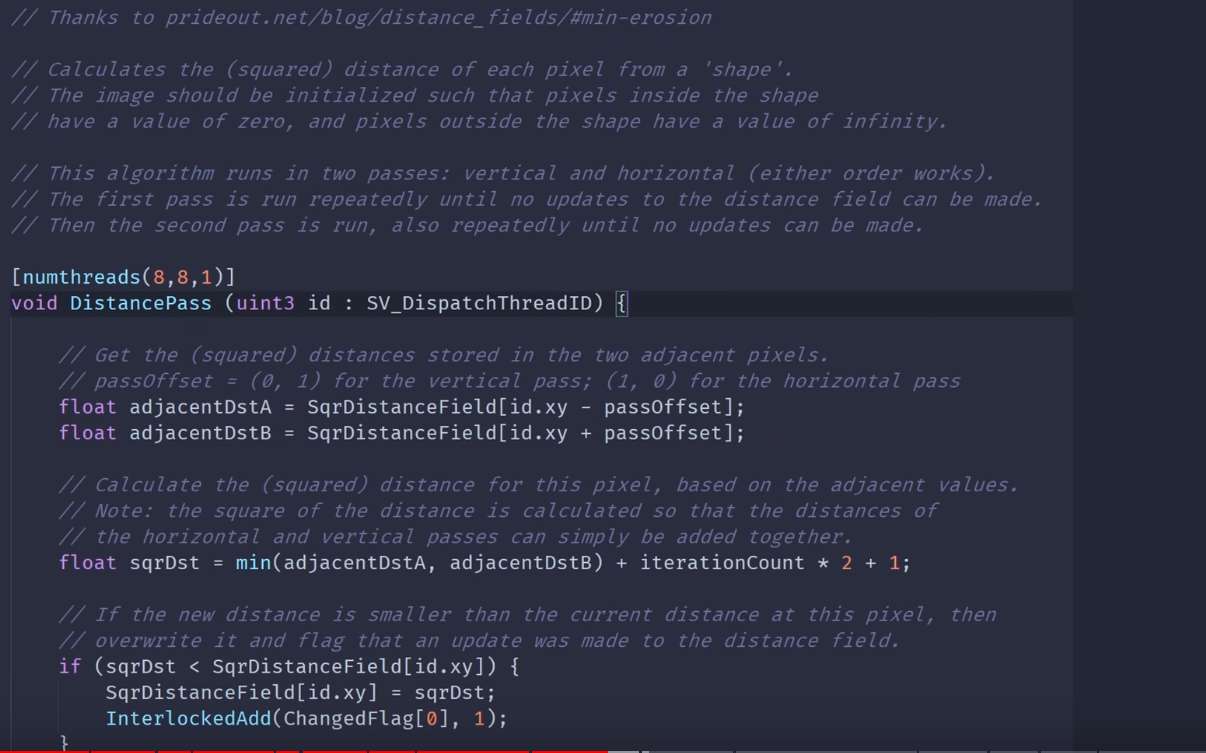 // Thanks to prideout.net/blog/distance_fields/#min-erosion
// Calculates the (squared) distance of each pixel from a 'shape'.
// The image should be initialized such that pixels inside the shape
// have a value of zero, and pixels outside the shape have a value of infinity.
// This algorithm runs in two passes: vertical and horizontal (either order works).
// The first pass is run repeatedly until no updates to the distance field can be made.
// Then the second pass is run, also repeatedly until no updates can be made.
[numthreads(8,8,1)]
void DistancePass (uint3 id : SV_DispatchThreadID) {
// Get the (squared) distances stored in the two adjacent pixels.
// passOffset = (0, 1) for the vertical pass; (1, 0) for the horizontal pass
float adjacentDstA = SqrDistanceField[id.xy - passOffset];
float adjacentDstB = SqrDistanceField[id.xy + passOffset];
// Calculate the (squared) distance for this pixel, based on the adjacent values.
// Note: the square of the distance is calculated so that the distances of
// the horizontal and vertical passes can simply be added together.
float sqrDst = min(adjacentDstA, adjacentDstB) + iterationCount * 2 + 1;
// If the new distance is smaller than the current distance at this pixel, then
// overwrite it and flag that an update was made to the distance field.
if (sqrDst < SqrDistanceField[id.xy]) {
SqrDistanceField[id.xy] = sqrDst;
InterlockedAdd(ChangedFlag[0], 1);
}